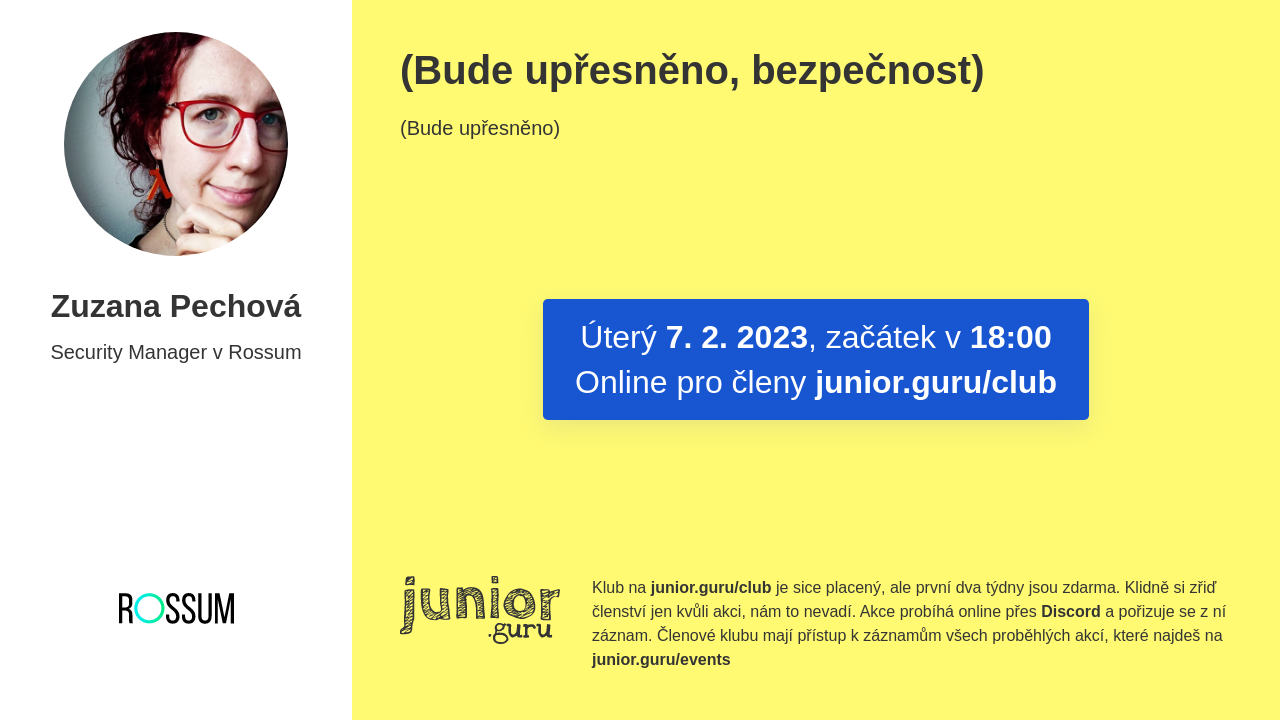 Zuzana Pechová
Security Manager v Rossum
ROSSUM
(Bude upřesněno, bezpečnost)
(Bude upřesněno)
Úterý 7. 2. 2023, začátek v 18:00
Online pro členy junior.guru/club
junior
.guru
Klub na junior.guru/club je sice placený, ale první dva týdny jsou zdarma. Klidně si zřiď
členství jen kvůli akci, nám to nevadí. Akce probíhá online přes Discord a pořizuje se z ní
záznam. Členové klubu mají přístup k záznamům všech proběhlých akcí, které najdeš na
junior.guru/events